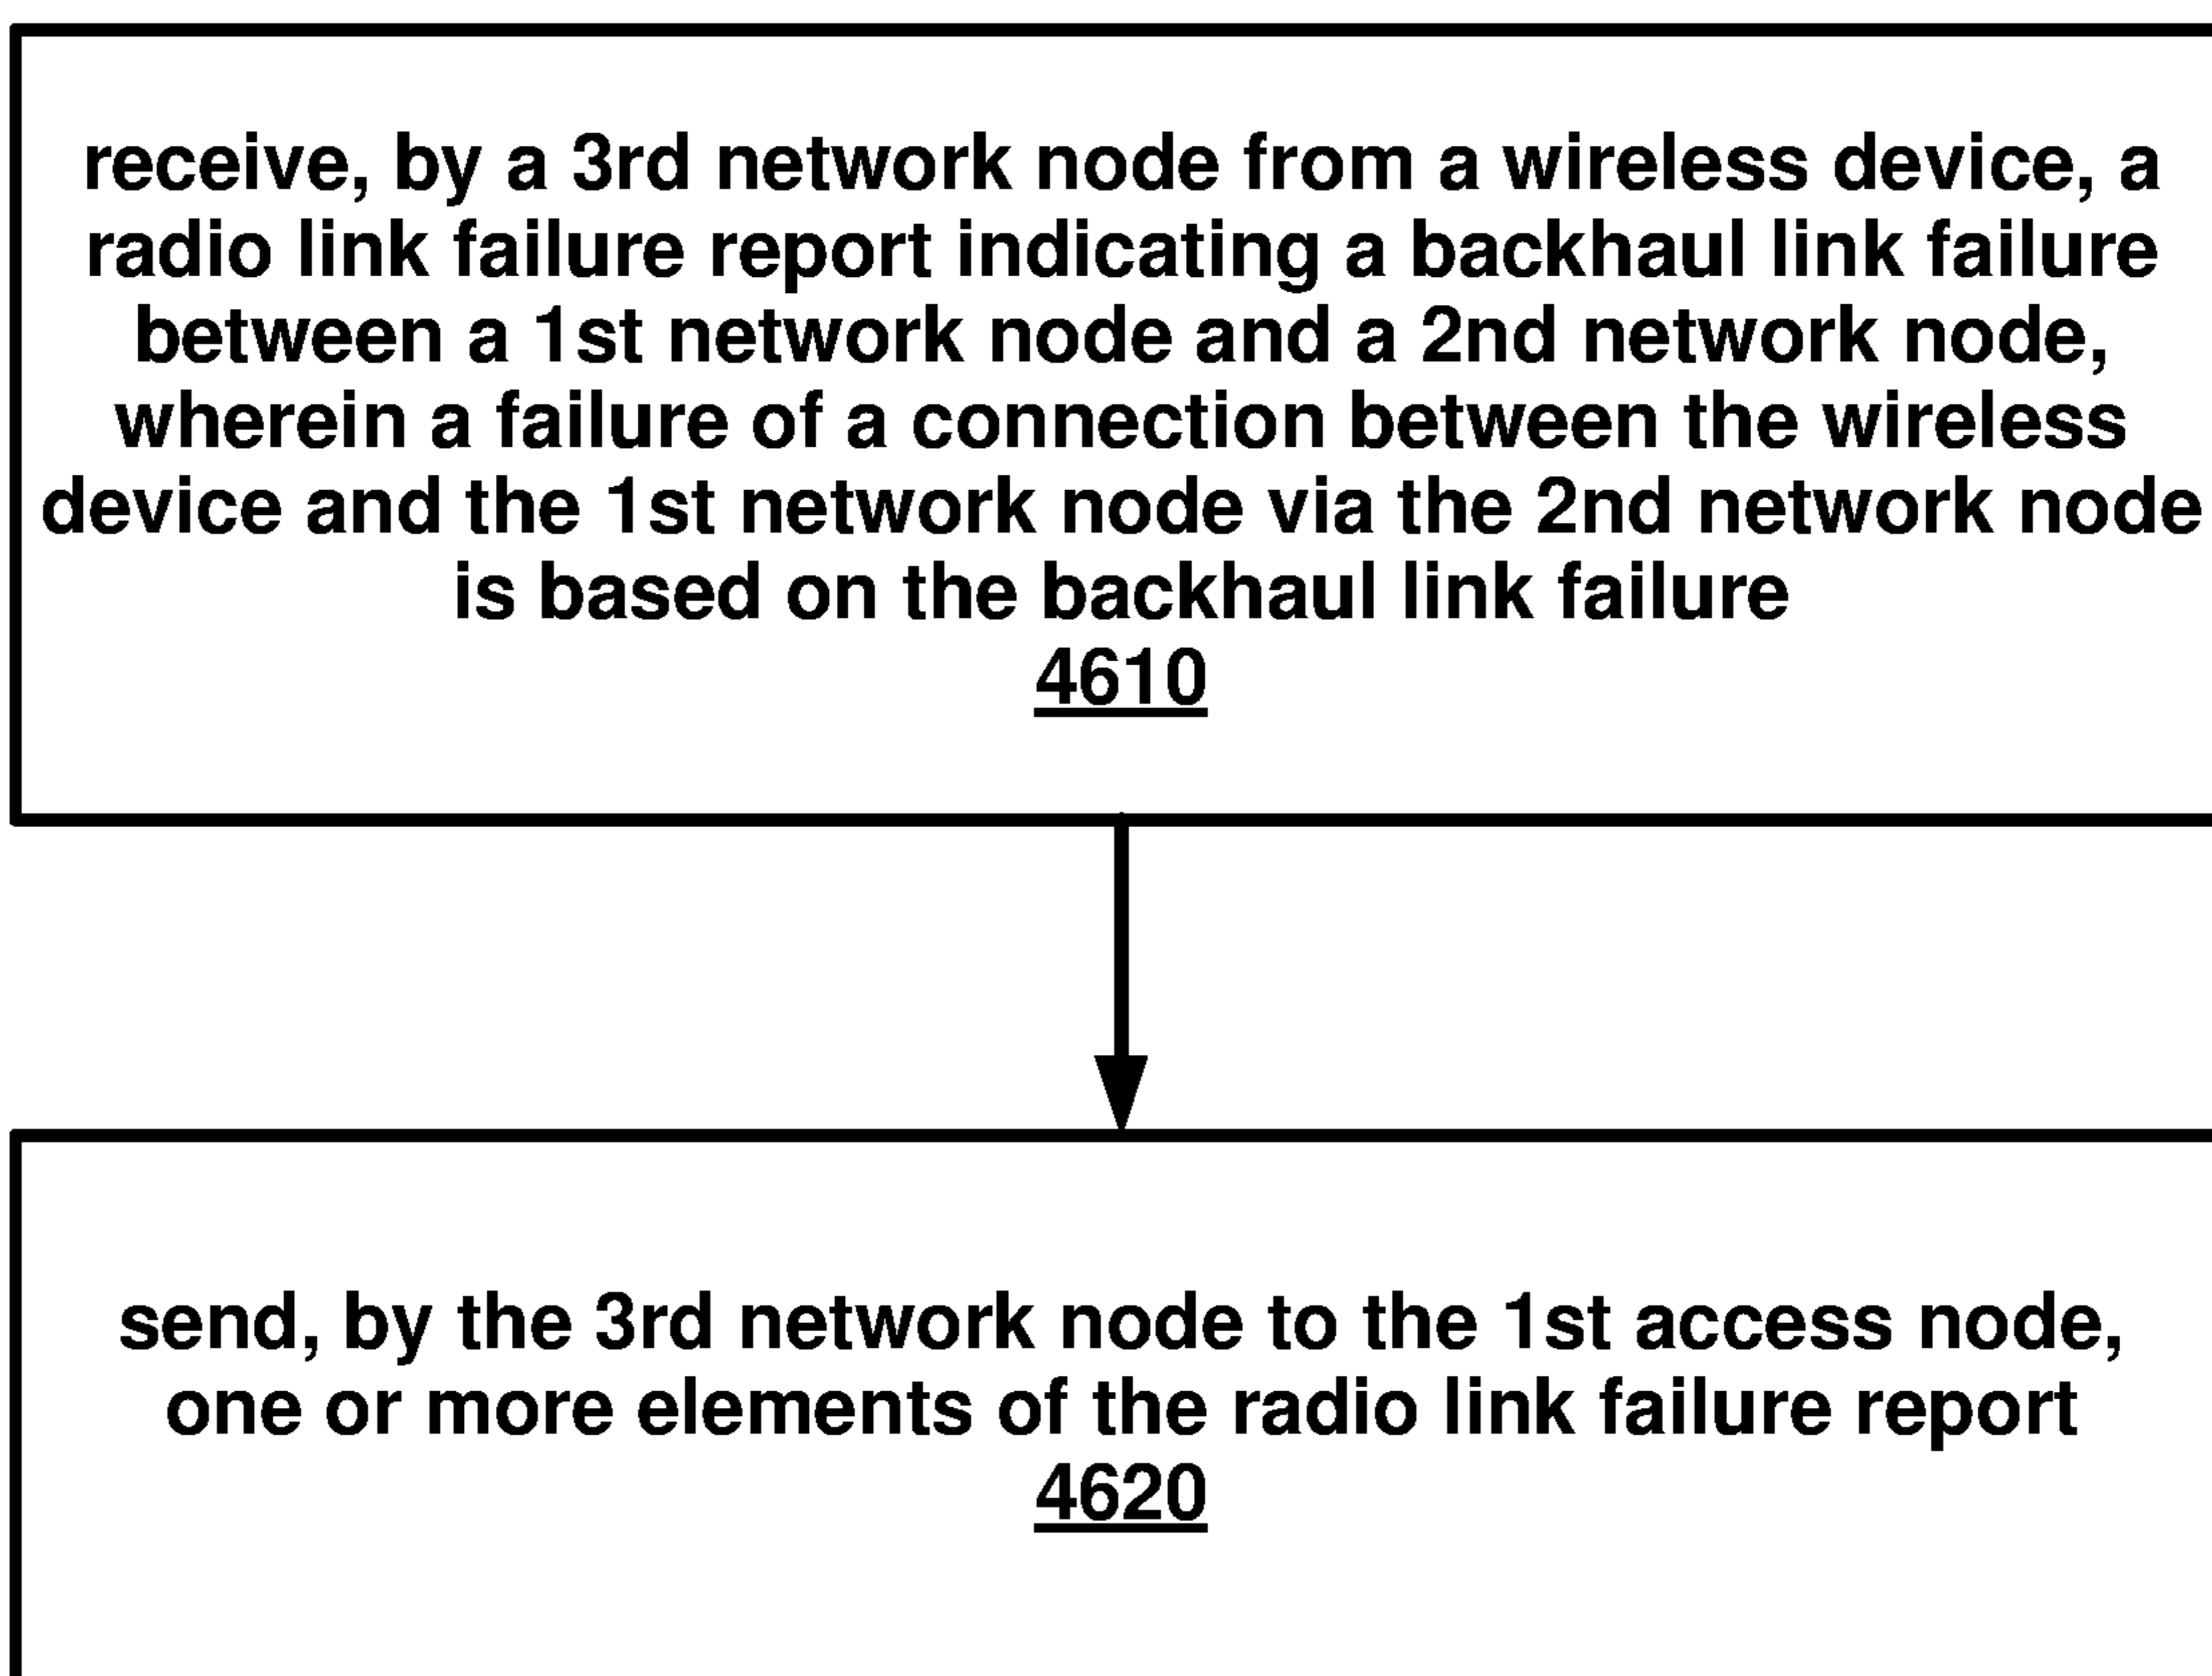 receive, by a 3rd network node from a wireless device, a
radio link failure report indicating a backhaul link failure
between a 1st network node and a 2nd network node,
wherein a failure of a connection between the wireless
device and the 1st network node via the 2nd network node
is based on the backhaul link failure
4610
send, by the 3rd network node to the 1st access node,
one or more elements of the radio link failure report
4620